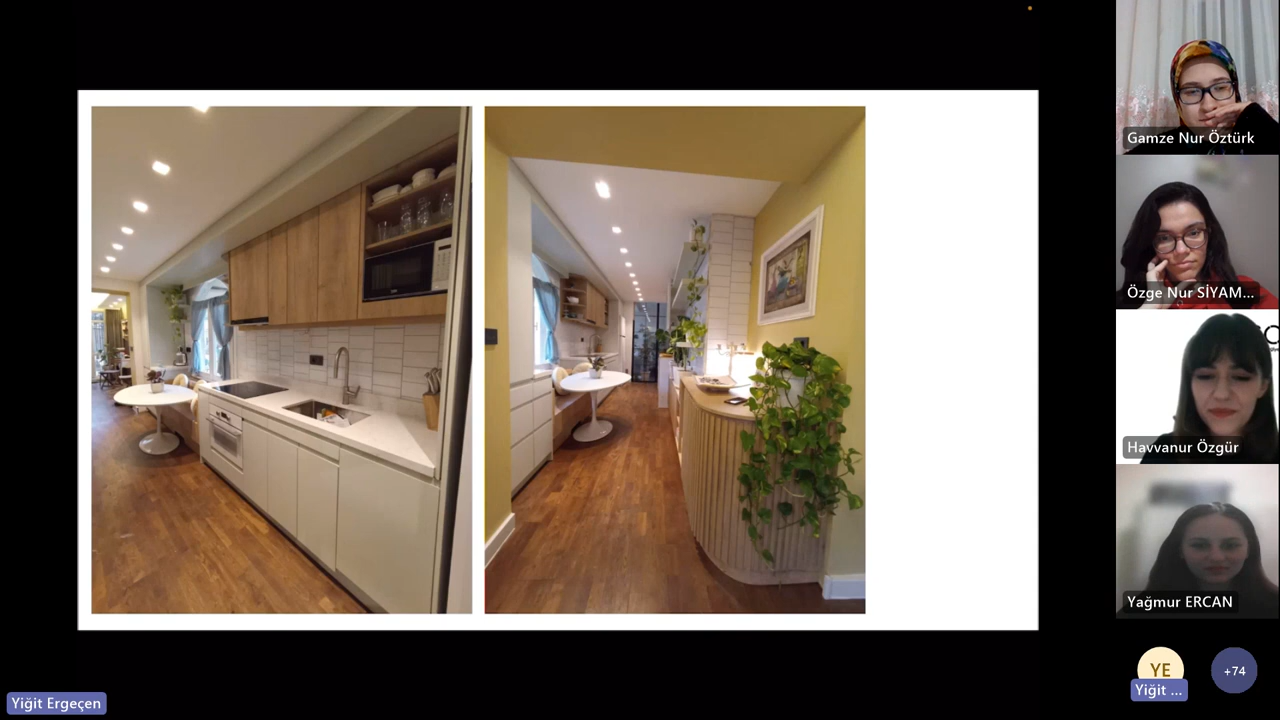 Gamze Nur Öztürk
Özge Nur SİYAM...
Havvanur Özgür
Yağmur ERCAN
YE
+74
Yiğit ...
Yiğit Ergeçen